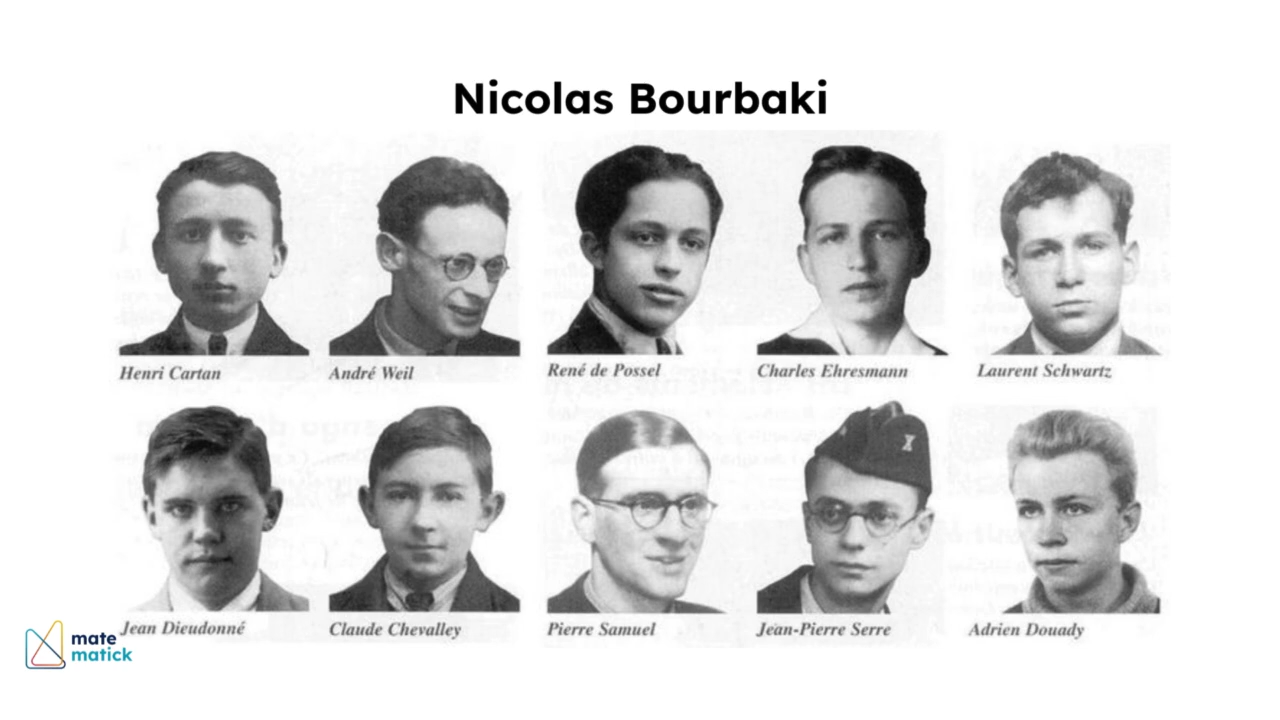 Nicolas Bourbaki
Henri Cartan
André Weil
René de Possel
Charles Ehresmann
Laurent Schwartz
Jean Dieudonné
Claude Chevalley
Pierre Samuel
Jean-Pierre Serre
Adrien Douady
mate
matick